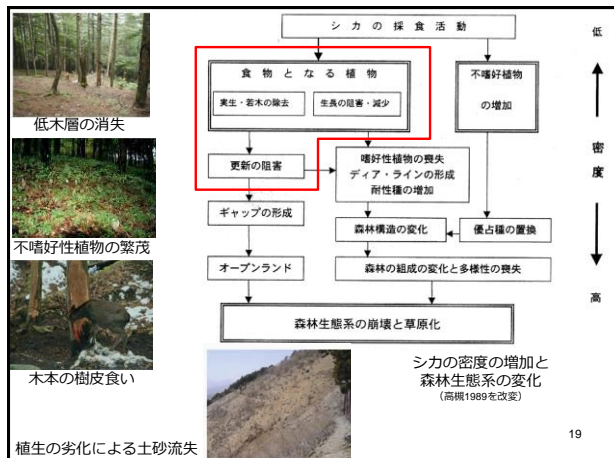 シカの採食活動
低
食物となる植物
実生・若木の除去
生長の阻害・減少
不嗜好植物
の増加
低木層の消失
密度
更新の阻害
嗜好性植物の喪失
ディア・ラインの形成
耐性種の増加
ギャップの形成
森林構造の変化
優占種の置換
不嗜好性植物の繁茂
オープンランド
森林の組成の変化と多様性の喪失
高
森林生態系の崩壊と草原化
木本の樹皮食い
シカの密度の増加と
森林生態系の変化
(高槻1989を改変)
植生の劣化による土砂流失
19